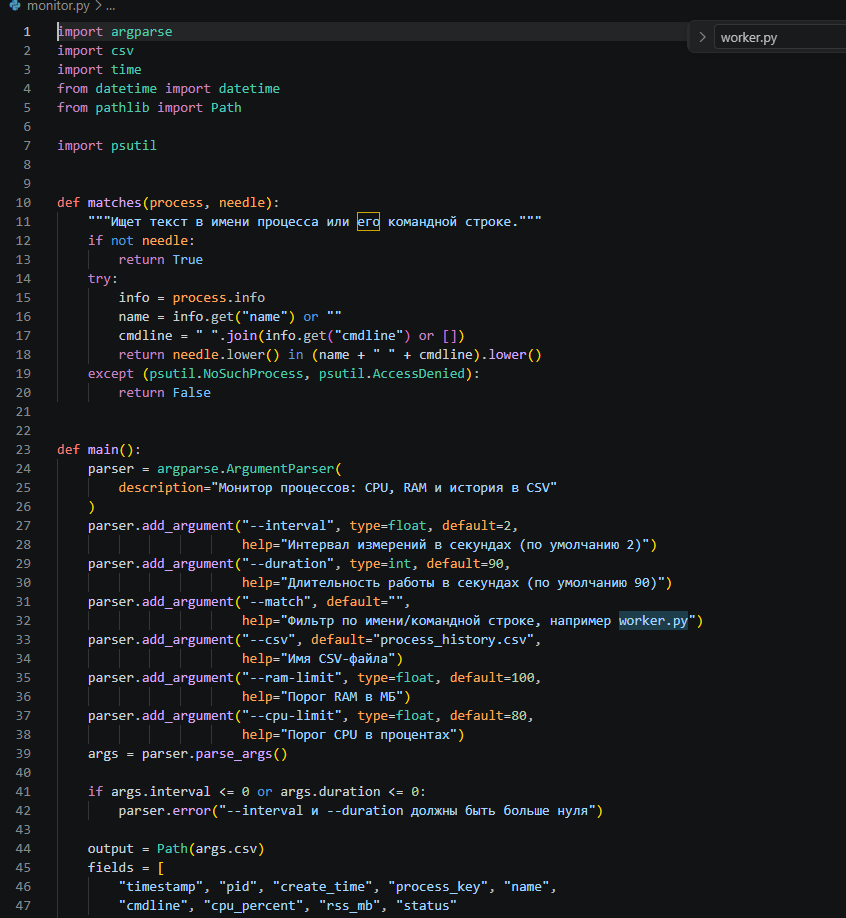 monitor.py > ...
1 import argparse
2 import csv
3 import time
4 from datetime import datetime
5 from pathlib import Path
6
7 import psutil
8
9
10 def matches(process, needle):
11     """Ищет текст в имени процесса или его командной строке."""
12     if not needle:
13         return True
14     try:
15         info = process.info
16         name = info.get("name") or ""
17         cmdline = " ".join(info.get("cmdline") or [])
18         return needle.lower() in (name + " " + cmdline).lower()
19     except (psutil.NoSuchProcess, psutil.AccessDenied):
20         return False
21
22
23 def main():
24     parser = argparse.ArgumentParser(
25         description="Монитор процессов: CPU, RAM и история в CSV"
26     )
27     parser.add_argument("--interval", type=float, default=2,
28                         help="Интервал измерений в секундах (по умолчанию 2)")
29     parser.add_argument("--duration", type=int, default=90,
30                         help="Длительность работы в секундах (по умолчанию 90)")
31     parser.add_argument("--match", default="",
32                         help="Фильтр по имени/командной строке, например worker.py")
33     parser.add_argument("--csv", default="process_history.csv",
34                         help="Имя CSV-файла")
35     parser.add_argument("--ram-limit", type=float, default=100,
36                         help="Порог RAM в МБ")
37     parser.add_argument("--cpu-limit", type=float, default=80,
38                         help="Порог CPU в процентах")
39     args = parser.parse_args()
40
41     if args.interval <= 0 or args.duration <= 0:
42         parser.error("--interval и --duration должны быть больше нуля")
43
44     output = Path(args.csv)
45     fields = [
46         "timestamp", "pid", "create_time", "process_key", "name",
47         "cmdline", "cpu_percent", "rss_mb", "status"
worker.py